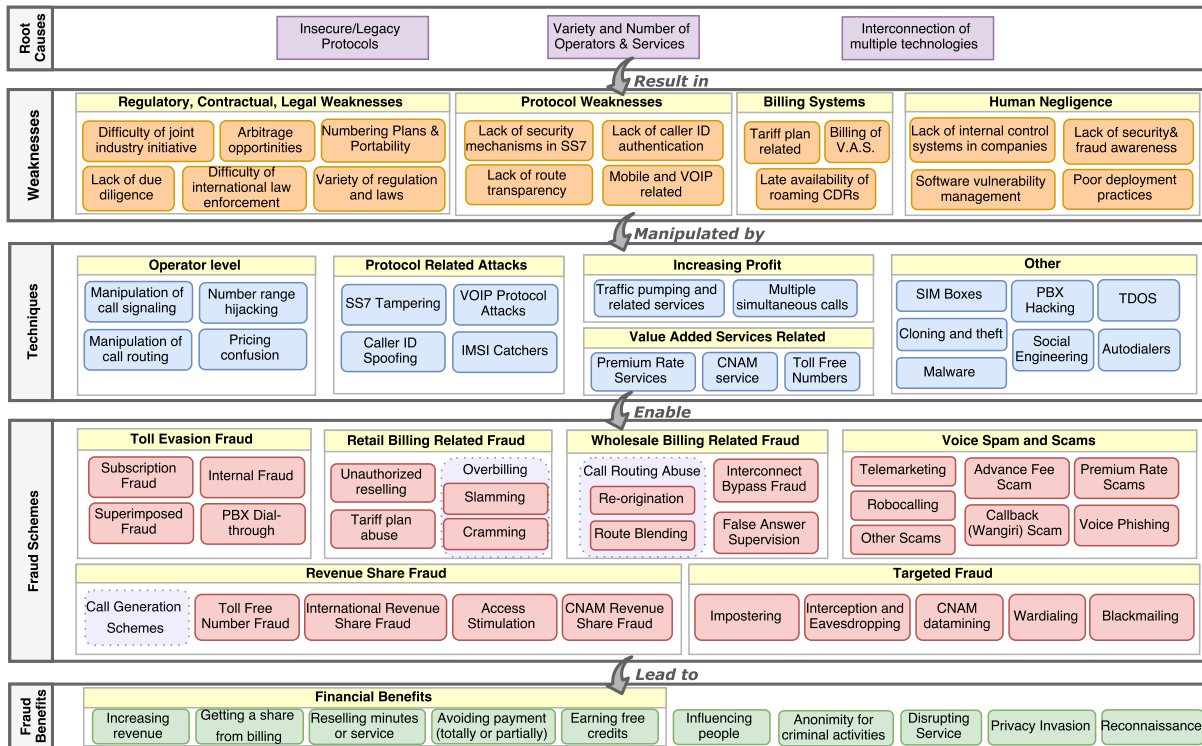 Root
Causes
Insecure/Legacy
Protocols
Variety and Number of
Operators & Services
Interconnection
of multiple technologies
Result in
Weaknesses
Regulatory, Contractual, Legal Weaknesses
Difficulty of joint
industry initiative
Arbitrage
opportinities
Numbering Plans &
Portability
Lack of due
diligence
Difficulty of
international law
enforcement
Variety of regulation
and laws
Protocol Weaknesses
Lack of security
mechanisms in SS7
Lack of caller ID
authentication
Lack of route
transparency
Mobile and VOIP
related
Billing Systems
Tariff plan
related
Billing of
V.A.S.
Late availability of
roaming CDRs
Human Negligence
Lack of internal control
systems in companies
Lack of security&
fraud awareness
Software vulnerability
management
Poor deployment
practices
Manipulated by
Techniques
Operator level
Manipulation of
call signaling
Number range
hijacking
Manipulation of
call routing
Pricing
confusion
Protocol Related Attacks
SS7 Tampering
VOIP Protocol
Attacks
Caller ID
Spoofing
IMSI Catchers
Increasing Profit
Traffic pumping and
related services
Multiple
simultaneous calls
Value Added Services Related
Premium Rate
Services
CNAM
service
Toll Free
Numbers
Other
SIM Boxes
PBX
Hacking
TDOS
Cloning and theft
Social
Engineering
Autodialers
Malware
Enable
Fraud Schemes
Toll Evasion Fraud
Subscription
Fraud
Internal Fraud
Superimposed
Fraud
PBX Dial-
through
Retail Billing Related Fraud
Unauthorized
reselling
Tariff plan
abuse
Overbilling
Slamming
Cramming
Wholesale Billing Related Fraud
Call Routing Abuse
Re-origination
Route Blending
Interconnect
Bypass Fraud
False Answer
Supervision
Voice Spam and Scams
Telemarketing
Advance Fee
Scam
Premium Rate
Scams
Robocalling
Callback
(Wangiri) Scam
Voice Phishing
Other Scams
Revenue Share Fraud
Call Generation
Schemes
Toll Free
Number Fraud
International Revenue
Share Fraud
Access
Stimulation
CNAM Revenue
Share Fraud
Targeted Fraud
Impostering
Interception and
Eavesdropping
CNAM
datamining
Wardialing
Blackmailing
Lead to
Fraud
Benefits
Financial Benefits
Increasing
revenue
Getting a share
from billing
Reselling minutes
or service
Avoiding payment
(totally or partially)
Earning free
credits
Influencing
people
Anonimity for
criminal activities
Disrupting
Service
Privacy Invasion
Reconnaissance